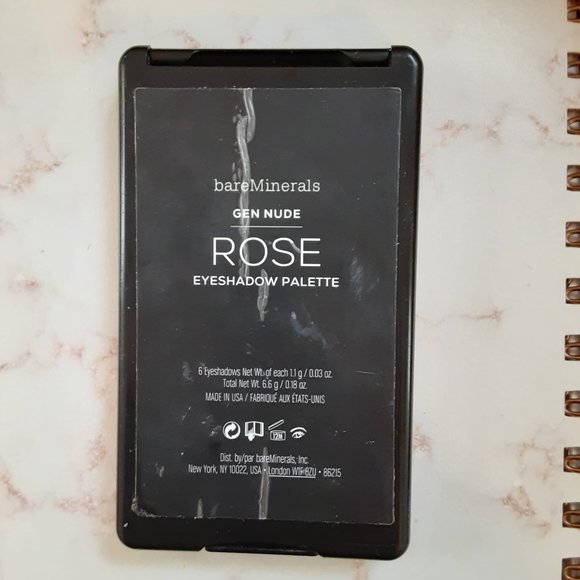 bareMinerals
GEN NUDE
ROSE
EYESHADOW PALETTE
6 Eyeshadows Net Wt. of each 1.1 g / 0.03 oz.
Total Net Wt. 6.6 g / 0.18 oz.
MADE IN USA / FABRIQUÉ AUX ÉTATS-UNIS
12M
Dist. by/par bareMinerals, Inc.
New York, NY 10022, USA • London W1F 8ZU • 86215